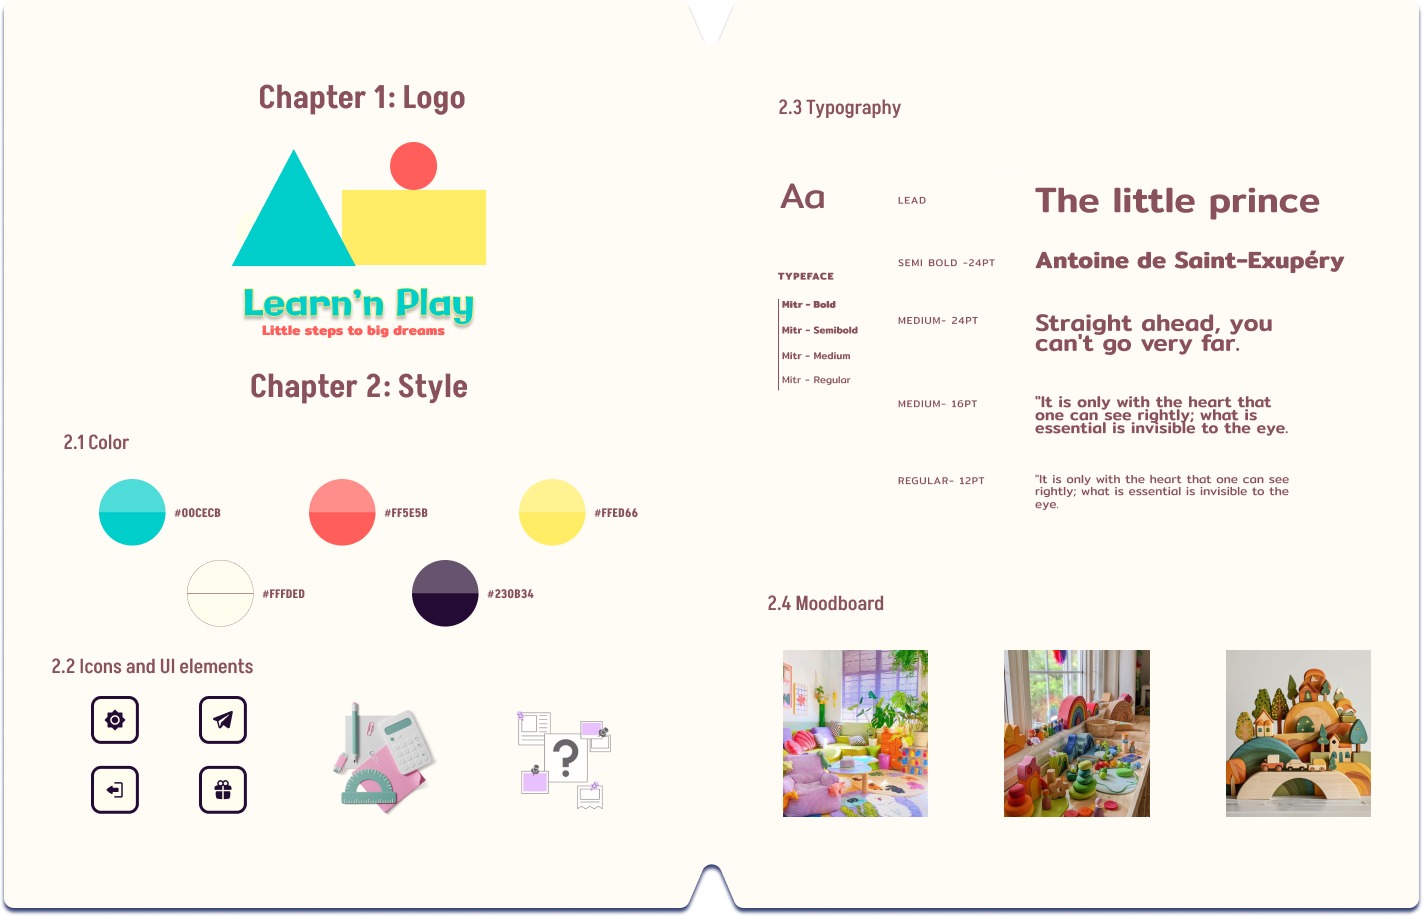 Chapter 1: Logo
Learn'n Play
Little steps to big dreams
Chapter 2: Style
2.1 Color
#00CECB
#FF5E5B
#FFED66
#FFFDED
#230B34
2.2 Icons and UI elements
?
2.3 Typography
Aa
TYPEFACE
Mitr - Bold
Mitr - Semibold
Mitr - Medium
Mitr - Regular
LEAD
The little prince
SEMI BOLD -24PT
Antoine de Saint-Exupéry
MEDIUM- 24PT
Straight ahead, you
can't go very far.
MEDIUM- 16PT
"It is only with the heart that
one can see rightly; what is
essential is invisible to the eye.
REGULAR- 12PT
"It is only with the heart that one can see
rightly; what is essential is invisible to the
eye.
2.4 Moodboard